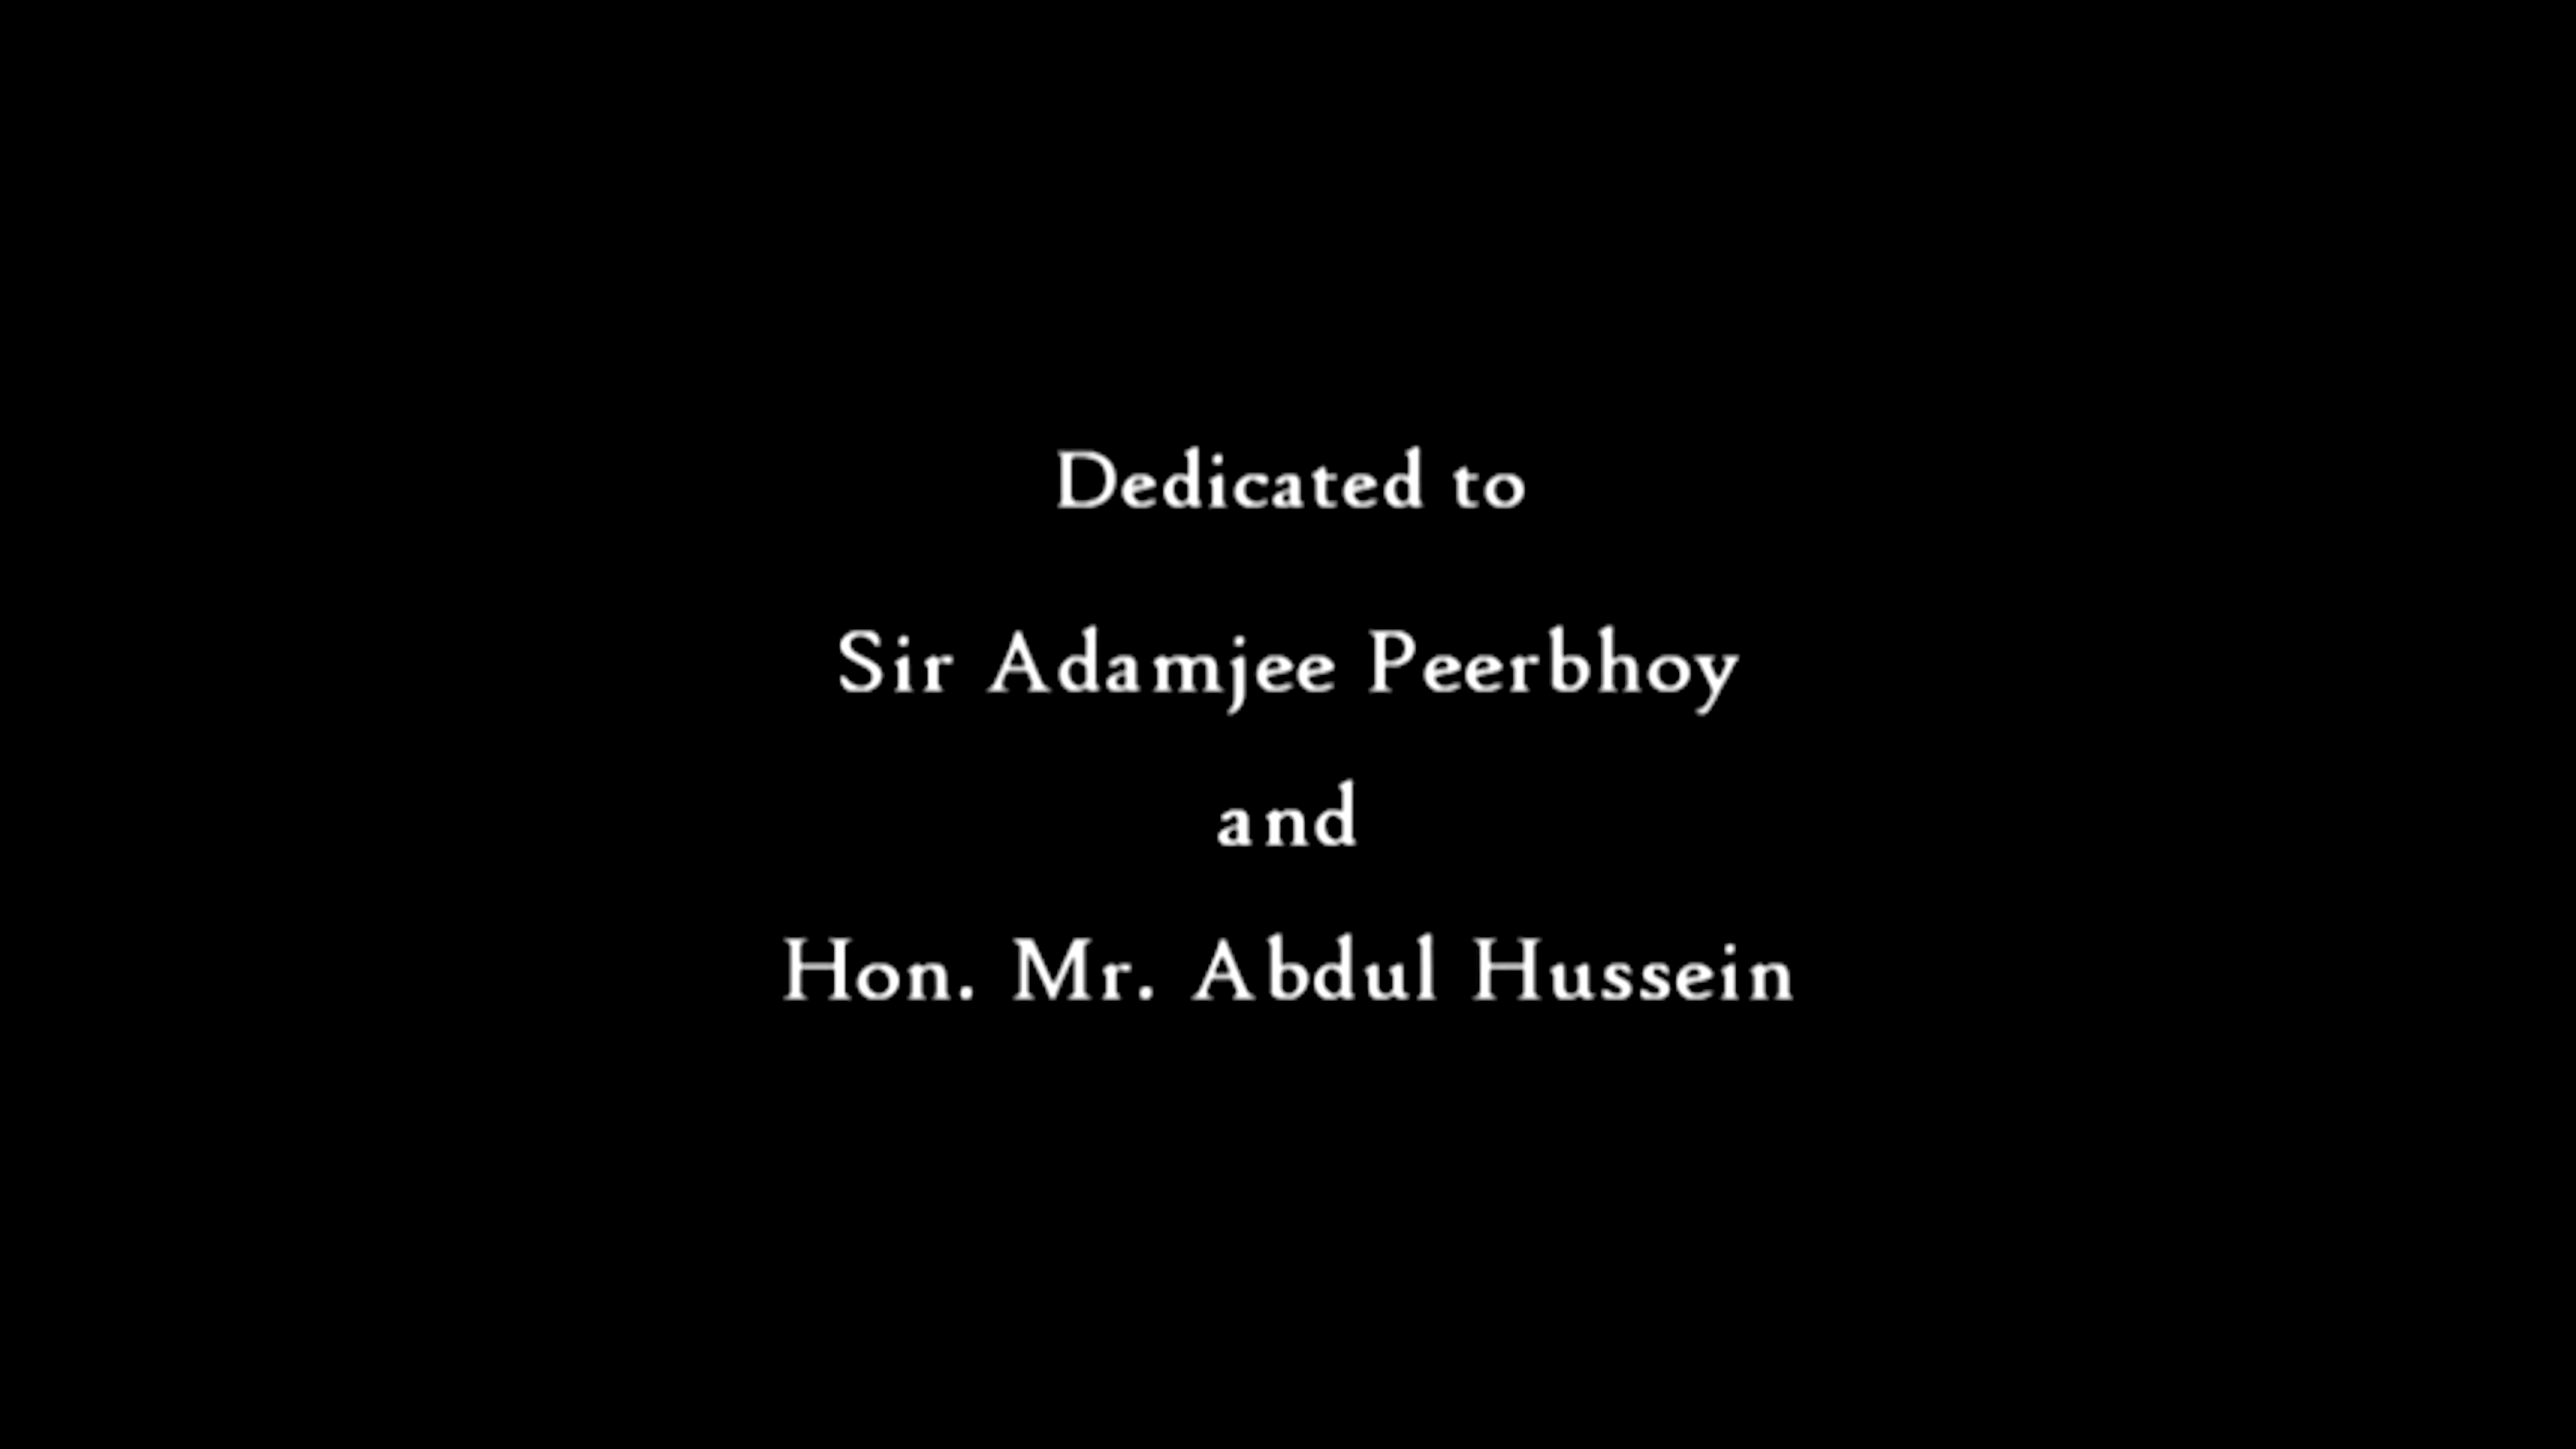 Dedicated to
Sir Adamjee Peerbhoy
and
Hon. Mr. Abdul Hussein